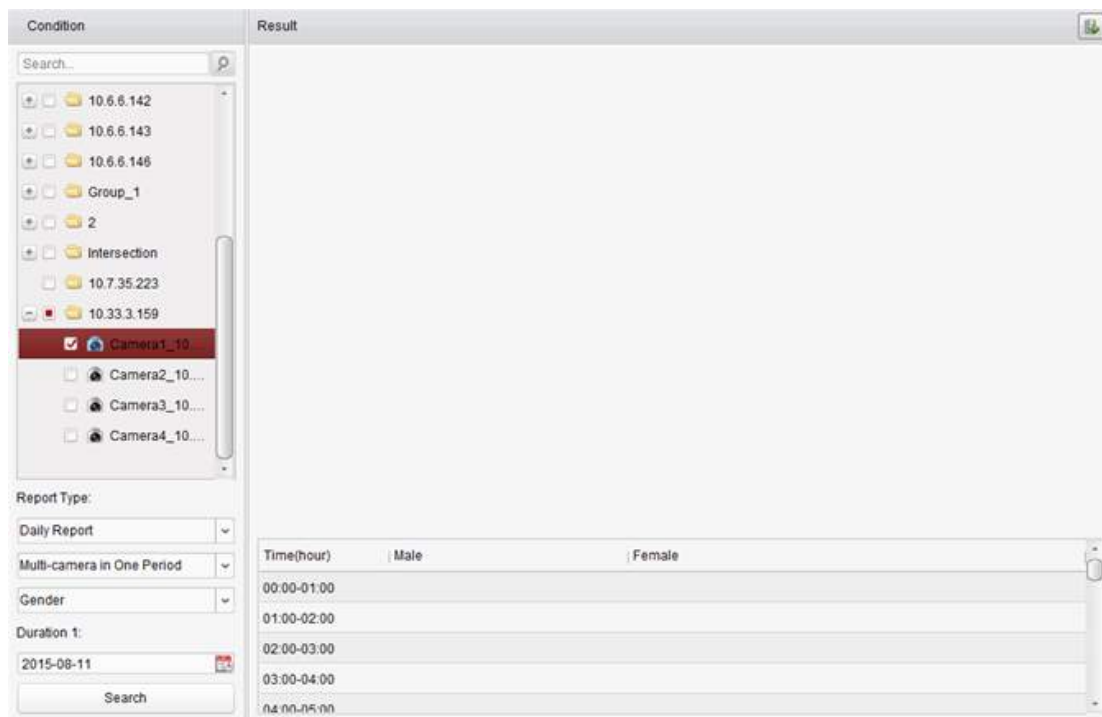 Condition
Search...
10.6.6.142
10.6.6.143
10.6.6.146
Group_1
2
Intersection
10.7.35.223
10.33.3.159
Camera1_10....
Camera2_10....
Camera3_10....
Camera4_10....
Report Type:
Daily Report
Multi-camera in One Period
Gender
Duration 1:
2015-08-11
Search
Result
Time(hour) Male Female
00:00-01:00
01:00-02:00
02:00-03:00
03:00-04:00
04:00-05:00